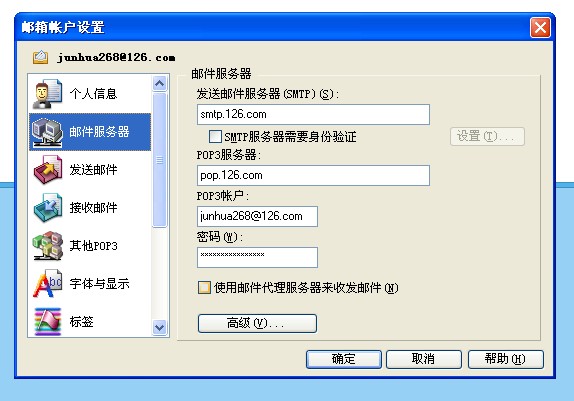 邮箱帐户设置
junhua268@126.com
个人信息
邮件服务器
发送邮件
接收邮件
其他POP3
字体与显示
标签
邮件服务器
发送邮件服务器(SMTP)(S):
smtp.126.com
SMTP服务器需要身份验证
设置(I)...
POP3服务器:
pop.126.com
POP3帐户:
junhua268@126.com
密码(W):
***************
使用邮件代理服务器来收发邮件(N)
高级(V)...
确定
取消
帮助(H)